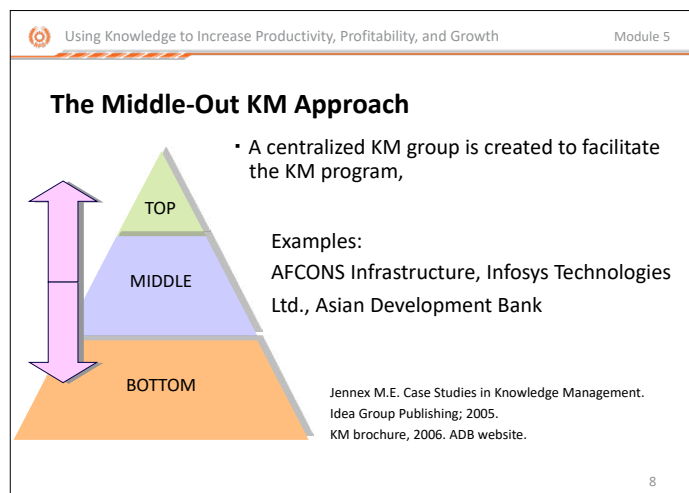 Using Knowledge to Increase Productivity, Profitability, and Growth
Module 5
The Middle-Out KM Approach
· A centralized KM group is created to facilitate
the KM program,
TOP
Examples:
AFCONS Infrastructure, Infosys Technologies
MIDDLE
Ltd., Asian Development Bank
BOTTOM
Jennex M.E. Case Studies in Knowledge Management.
Idea Group Publishing; 2005.
KM brochure, 2006. ADB website.
8